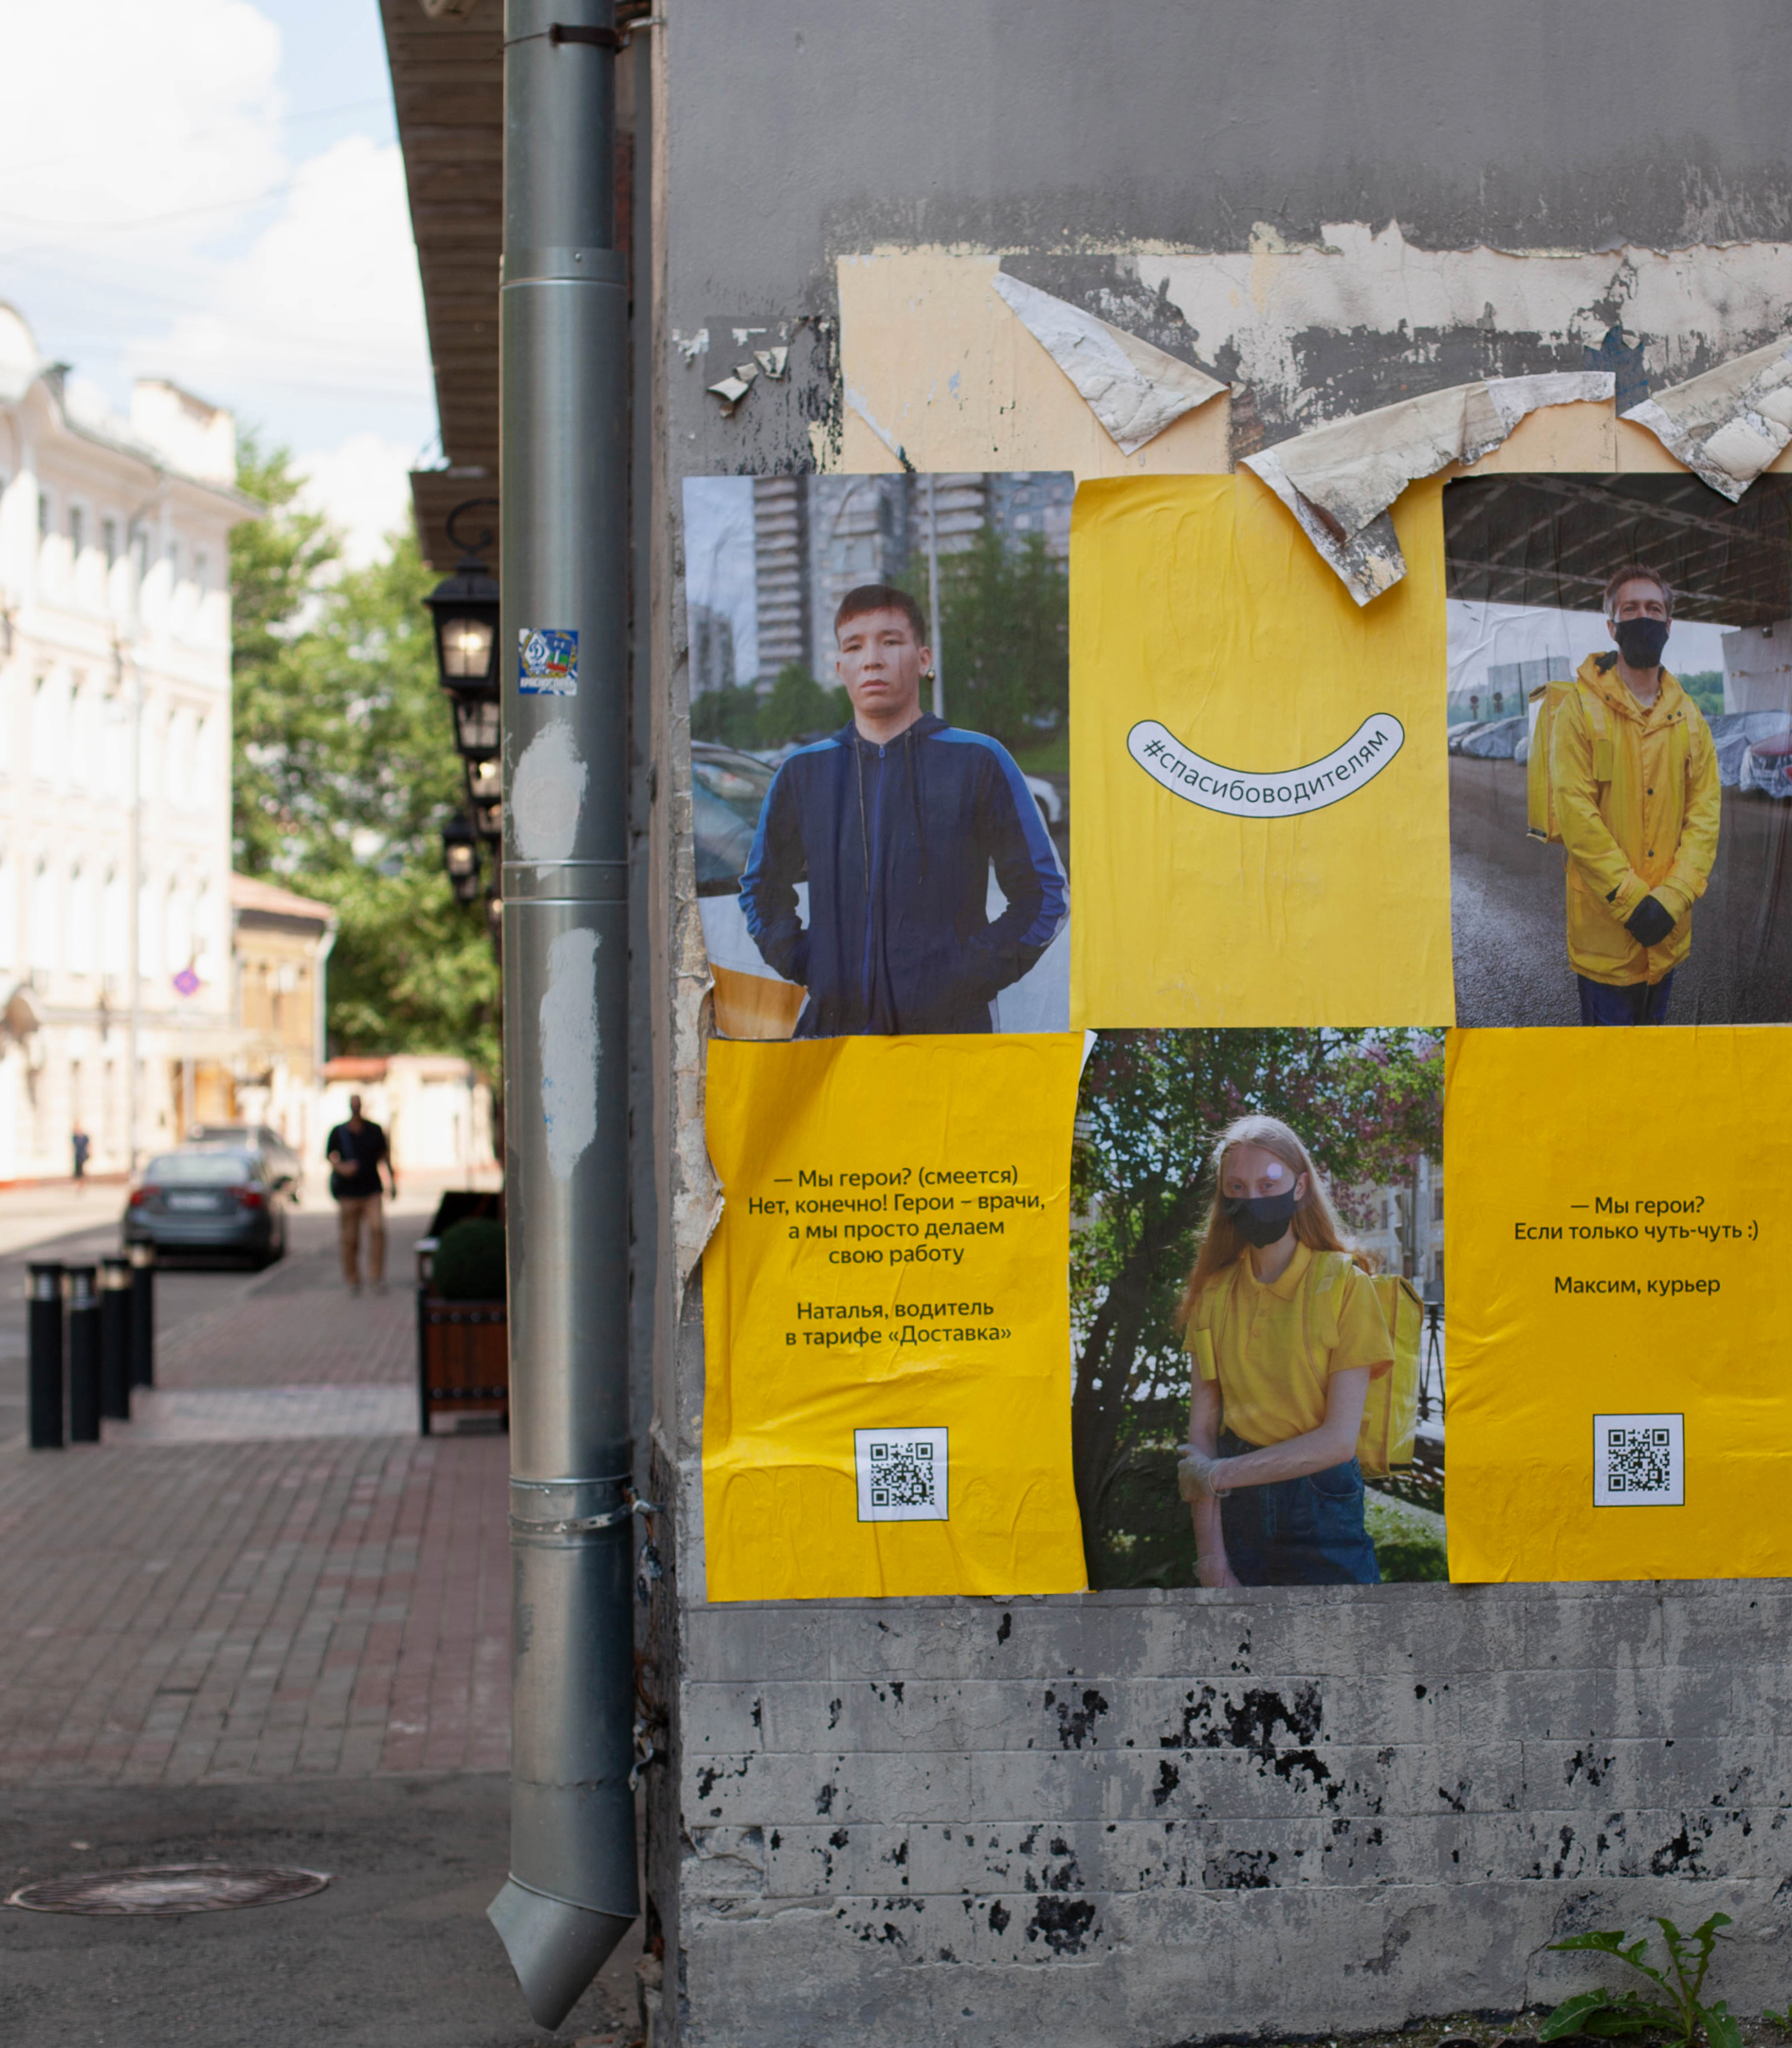 #спасибоводителям
— Мы герои? (смеется)
Нет, конечно! Герои – врачи,
а мы просто делаем
свою работу
Наталья, водитель
в тарифе «Доставка»
— Мы герои?
Если только чуть-чуть :)
Максим, курьер